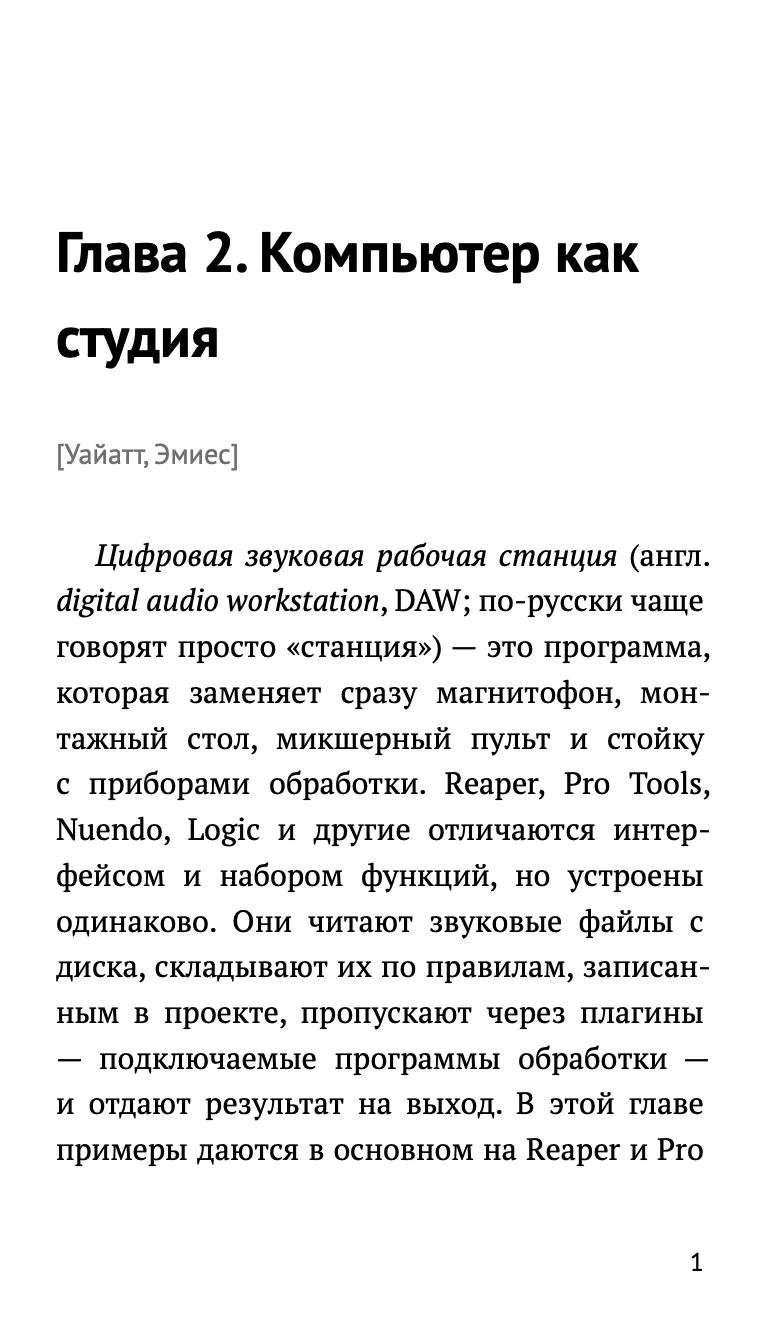 Глава 2. Компьютер как
студия
[Уайатт, Эмиес]
Цифровая звуковая рабочая станция (англ.
digital audio workstation, DAW; по-русски чаще
говорят просто «станция») — это программа,
которая заменяет сразу магнитофон, мон-
тажный стол, микшерный пульт и стойку
с приборами обработки. Reaper, Pro Tools,
Nuendo, Logic и другие отличаются интер-
фейсом и набором функций, но устроены
одинаково. Они читают звуковые файлы с
диска, складывают их по правилам, записан-
ным в проекте, пропускают через плагины
— подключаемые программы обработки —
и отдают результат на выход. В этой главе
примеры даются в основном на Reaper и Pro
1